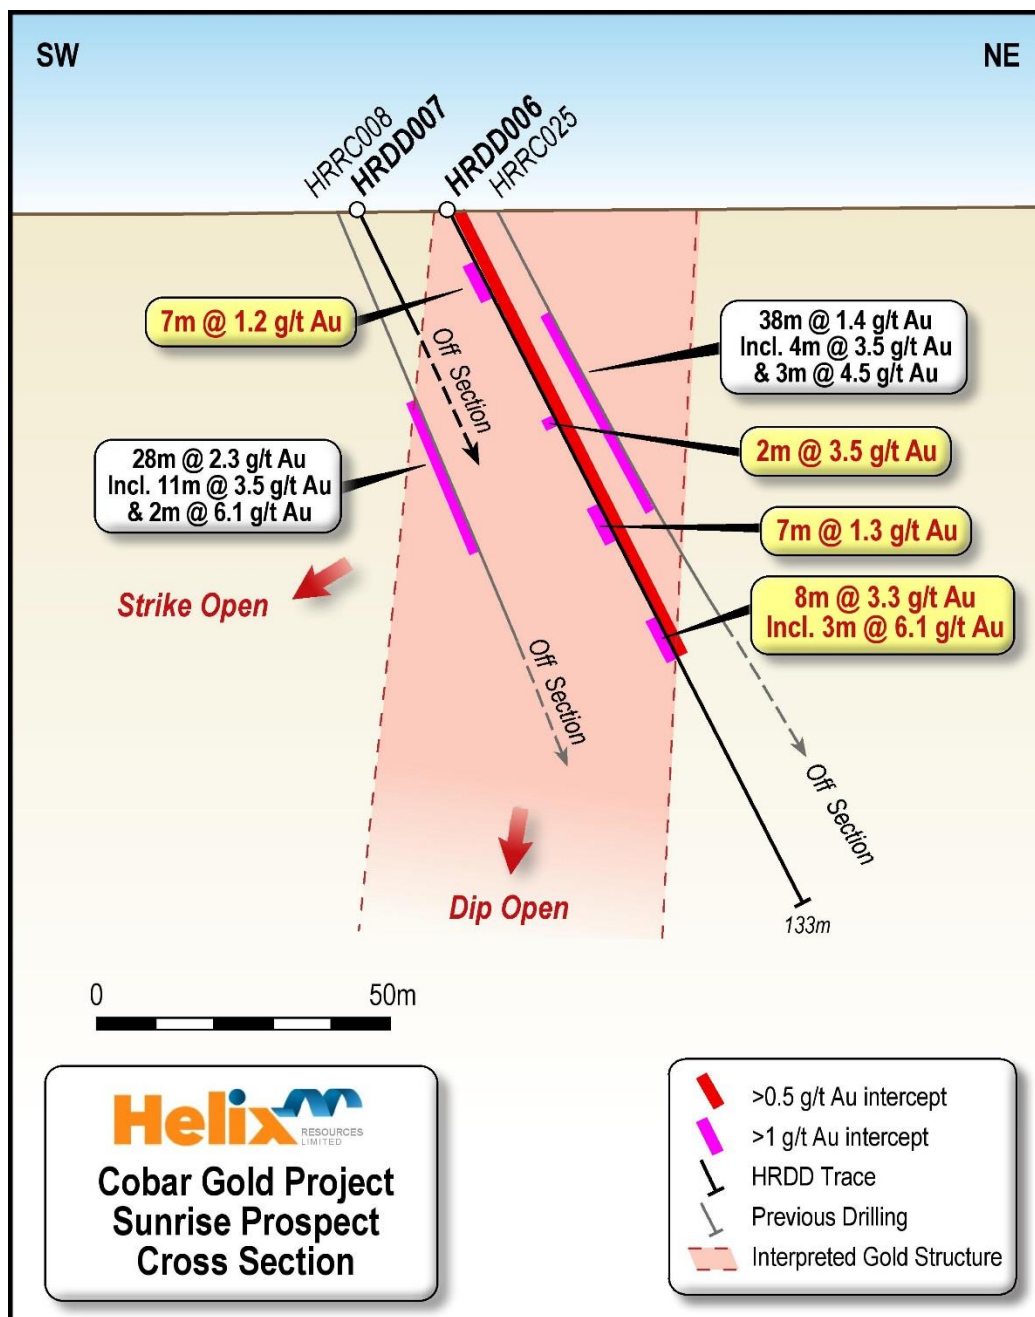 SW
NE
HRRC008
HRDD007
HRDD006
HRRC025
7m @ 1.2 g/t Au
Off Section
38m @ 1.4 g/t Au
Incl. 4m @ 3.5 g/t Au
& 3m @ 4.5 g/t Au
2m @ 3.5 g/t Au
28m @ 2.3 g/t Au
Incl. 11m @ 3.5 g/t Au
& 2m @ 6.1 g/t Au
7m @ 1.3 g/t Au
Strike Open
8m @ 3.3 g/t Au
Incl. 3m @ 6.1 g/t Au
Off Section
Off Section
Dip Open
133m
0
50m
Helix
RESOURCES
LIMITED
Cobar Gold Project
Sunrise Prospect
Cross Section
>0.5 g/t Au intercept
>1 g/t Au intercept
HRDD Trace
Previous Drilling
Interpreted Gold Structure